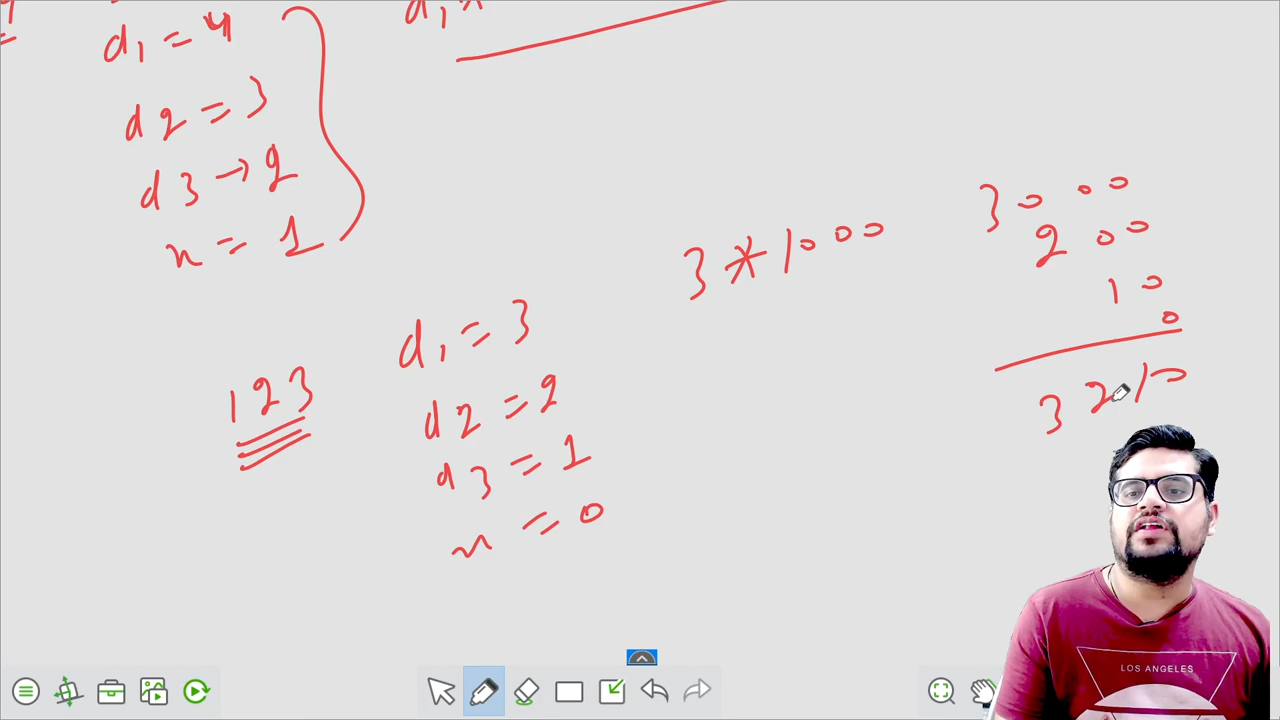 d1 *
d1 = 4
d2 = 3
d3 → 2
n = 1
3 * 1000
3000
200
10
0
3210
123
d1 = 3
d2 = 2
d3 = 1
n = 0
LOS ANGELES